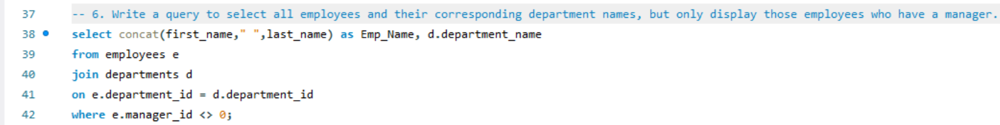 37 -- 6. Write a query to select all employees and their corresponding department names, but only display those employees who have a manager.
38 select concat(first_name," ",last_name) as Emp_Name, d.department_name
39 from employees e
40 join departments d
41 on e.department_id = d.department_id
42 where e.manager_id <> 0;